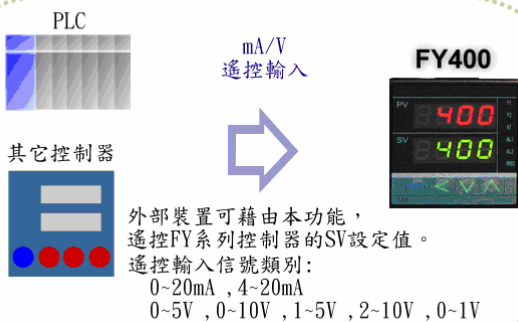 PLC
mA/V
遙控輸入
FY400
PV
400
SV
400
其它控制器
外部裝置可藉由本功能，
遙控FY系列控制器的SV設定值。
遙控輸入信號類別:
0~20mA ,4~20mA
0~5V ,0~10V ,1~5V ,2~10V ,0~1V